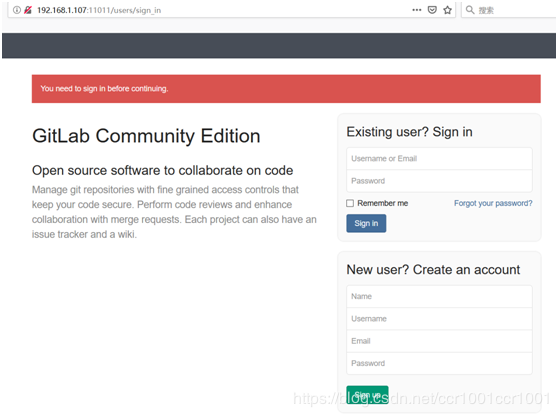 192.168.1.107:11011/users/sign_in
搜索
You need to sign in before continuing.
GitLab Community Edition
Open source software to collaborate on code
Manage git repositories with fine grained access controls that
keep your code secure. Perform code reviews and enhance
collaboration with merge requests. Each project can also have an
issue tracker and a wiki.
Existing user? Sign in
Username or Email
Password
Remember me
Forgot your password?
Sign in
New user? Create an account
Name
Username
Email
Password
Sign up
https://blog.csdn.net/ccr1001ccr1001